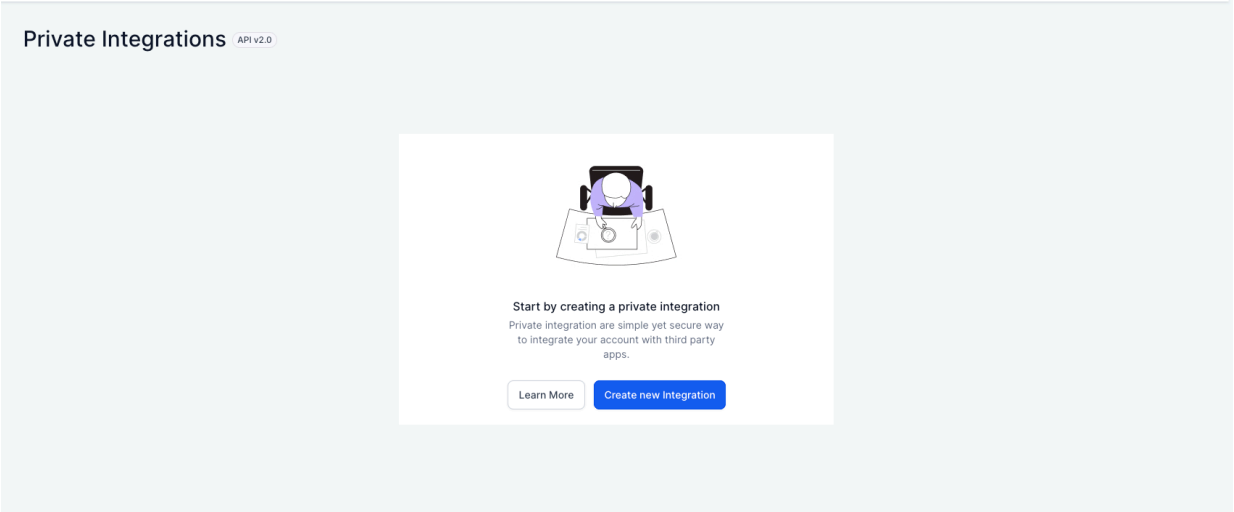 Private Integrations API v2.0
Start by creating a private integration
Private integration are simple yet secure way
to integrate your account with third party
apps.
Learn More Create new Integration